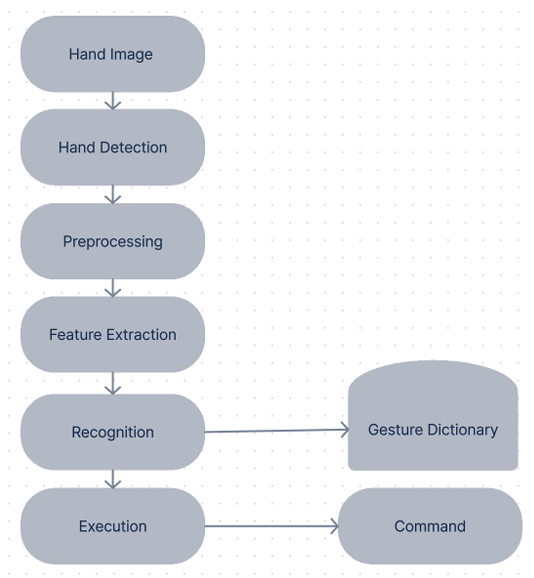 Hand Image
Hand Detection
Preprocessing
Feature Extraction
Recognition
Gesture Dictionary
Execution
Command